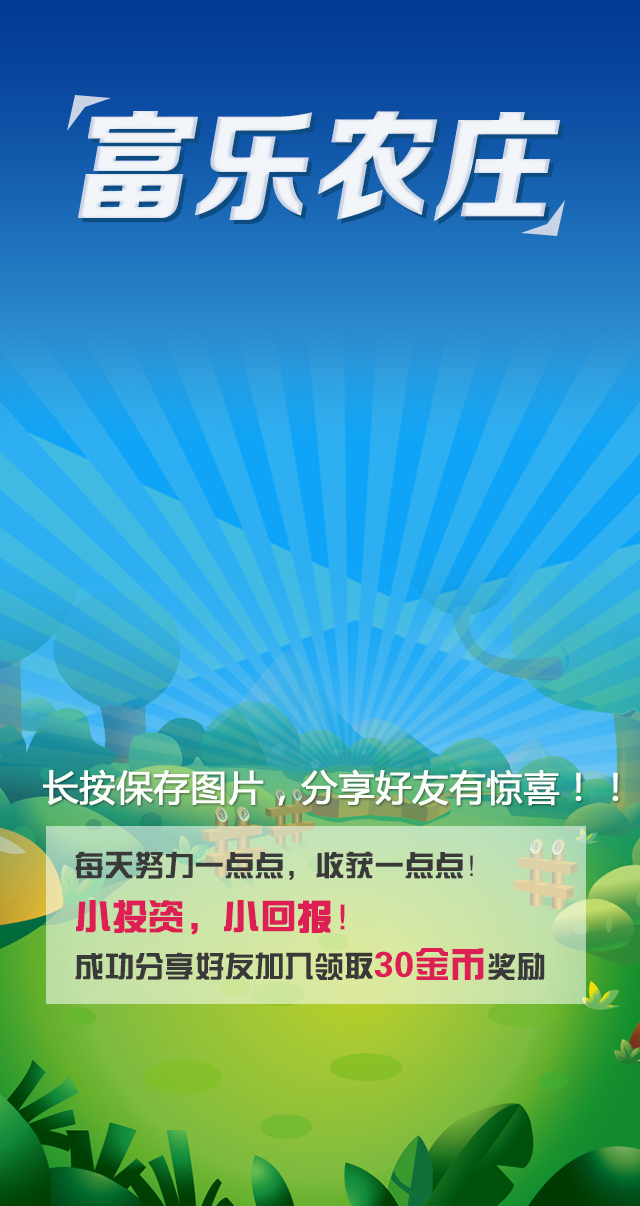 富乐农庄
长按保存图片，分享好友有惊喜！！
每天努力一点点，收获一点点！
小投资，小回报！
成功分享好友加入领取30金币奖励